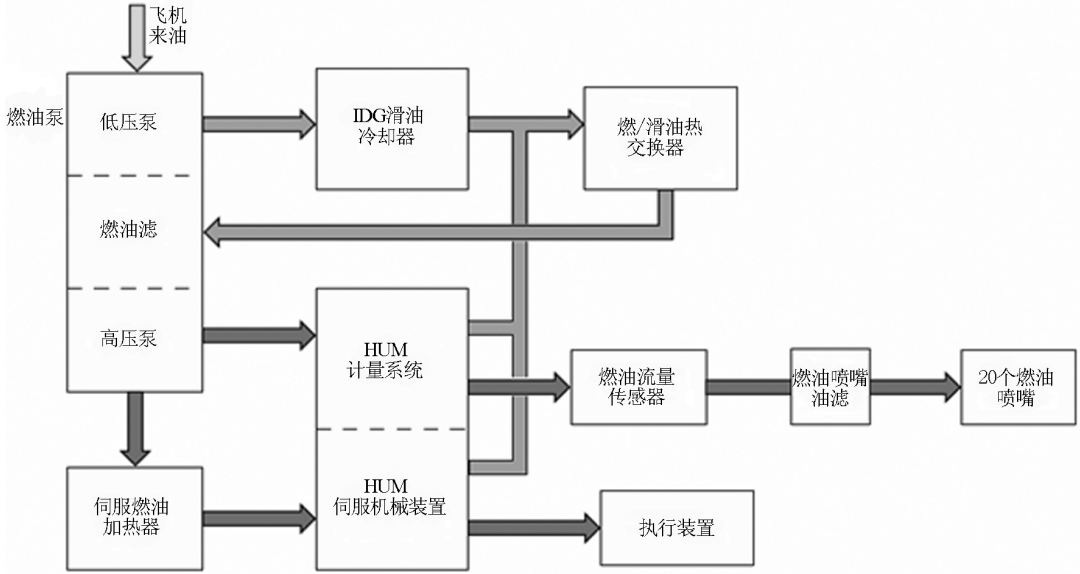 飞机
来油
燃油泵
低压泵
燃油滤
高压泵
IDG滑油
冷却器
燃/滑油热
交换器
HUM
计量系统
HUM
伺服机械装置
燃油流量
传感器
燃油喷嘴
油滤
20个燃油
喷嘴
伺服燃油
加热器
执行装置